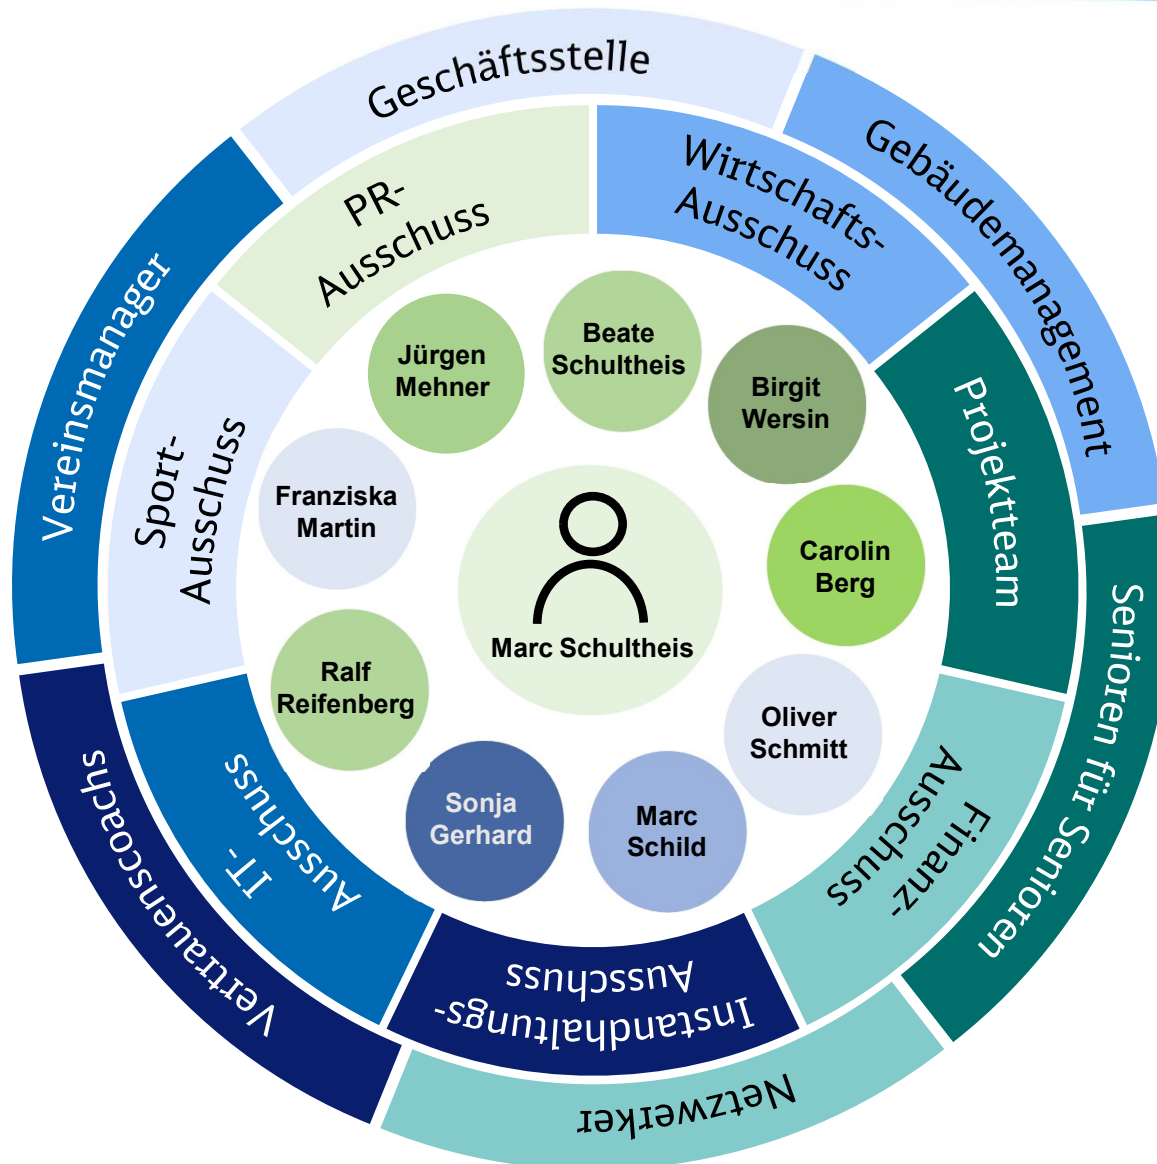 Geschäftsstelle
Gebäudemanagement
Senioren für Senioren
Netzwerker
Vertrauenscoachs
Vereinsmanager
PR-
Ausschuss
Wirtschafts-
Ausschuss
Projektteam
Finanz-
Ausschuss
Instandhaltungs-
Ausschuss
IT-
Ausschuss
Sport-
Ausschuss
Jürgen
Mehner
Beate
Schultheis
Birgit
Wersin
Carolin
Berg
Oliver
Schmitt
Marc
Schild
Sonja
Gerhard
Ralf
Reifenberg
Franziska
Martin
Marc Schultheis